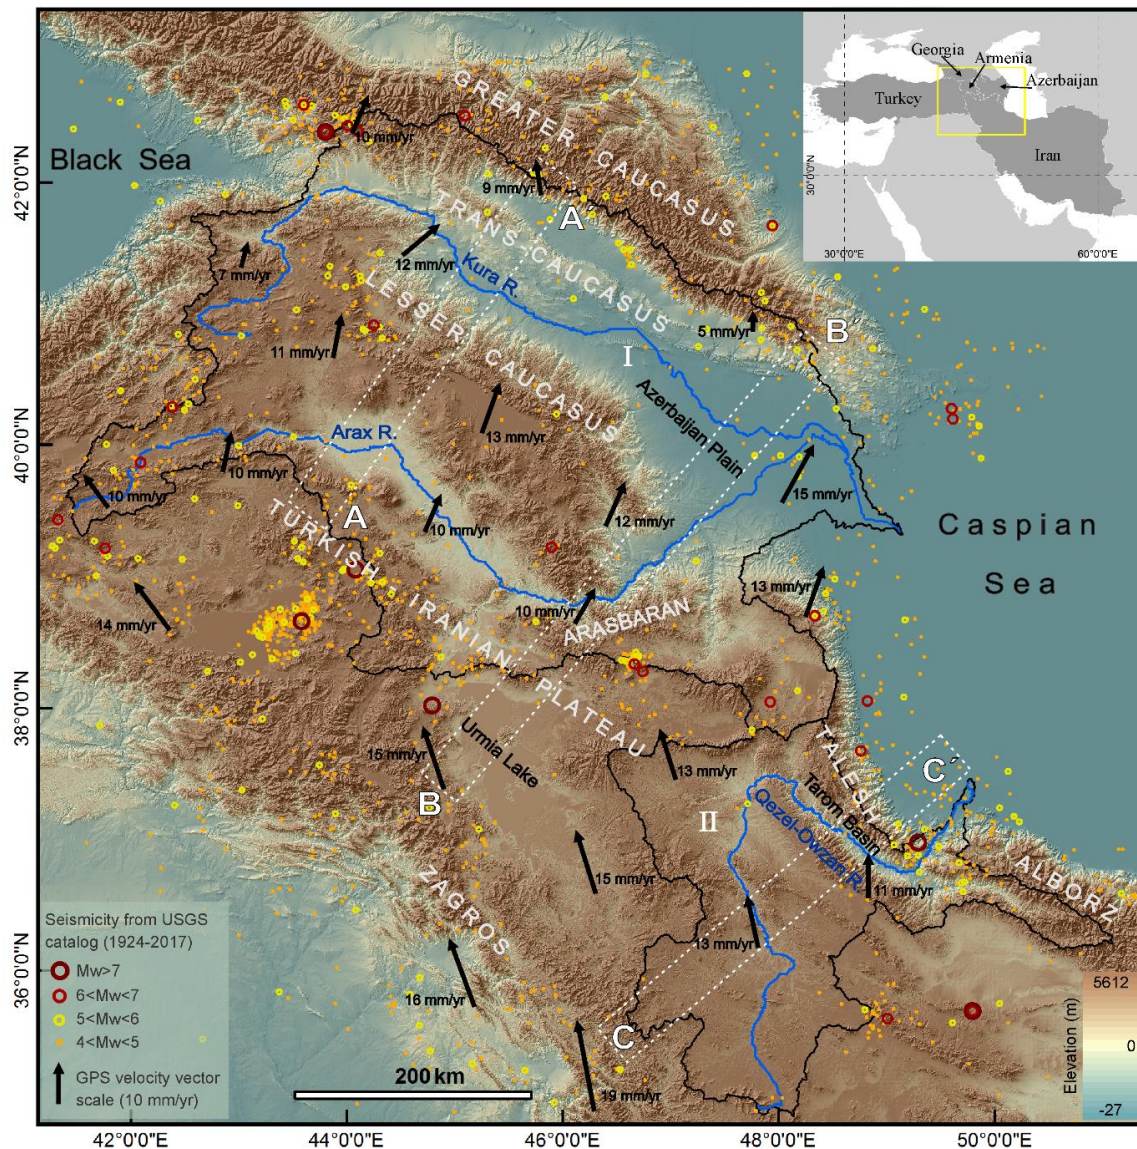 Georgia
Armenia
Azerbaijan
Turkey
Iran
30°0'0"N
30°0'0"E
60°0'0"E
42°0'0"N
40°0'0"N
38°0'0"N
36°0'0"N
Black Sea
GREATER CAUCASUS
10 mm/yr
9 mm/yr
A
TRANS-CAUCASUS
7 mm/yr
12 mm/yr
Kura R.
LESSER CAUCASUS
5 mm/yr
B
11 mm/yr
I
Azerbaijan Plain
Arax R.
13 mm/yr
10 mm/yr
10 mm/yr
15 mm/yr
A
12 mm/yr
10 mm/yr
Caspian
Sea
TURKISH - IRANIAN PLATEAU
14 mm/yr
10 mm/yr
ARASBARAN
13 mm/yr
Urmia Lake
15 mm/yr
13 mm/yr
TALESH
C
B
II
Tarom Basin
Qezel-Owzan R.
ZAGROS
15 mm/yr
11 mm/yr
ALBORZ
13 mm/yr
16 mm/yr
C
19 mm/yr
Seismicity from USGS
catalog (1924-2017)
Mw>7
6<Mw<7
5<Mw<6
4<Mw<5
GPS velocity vector
scale (10 mm/yr)
200 km
Elevation (m)
5612
0
-27
42°0'0"E
44°0'0"E
46°0'0"E
48°0'0"E
50°0'0"E